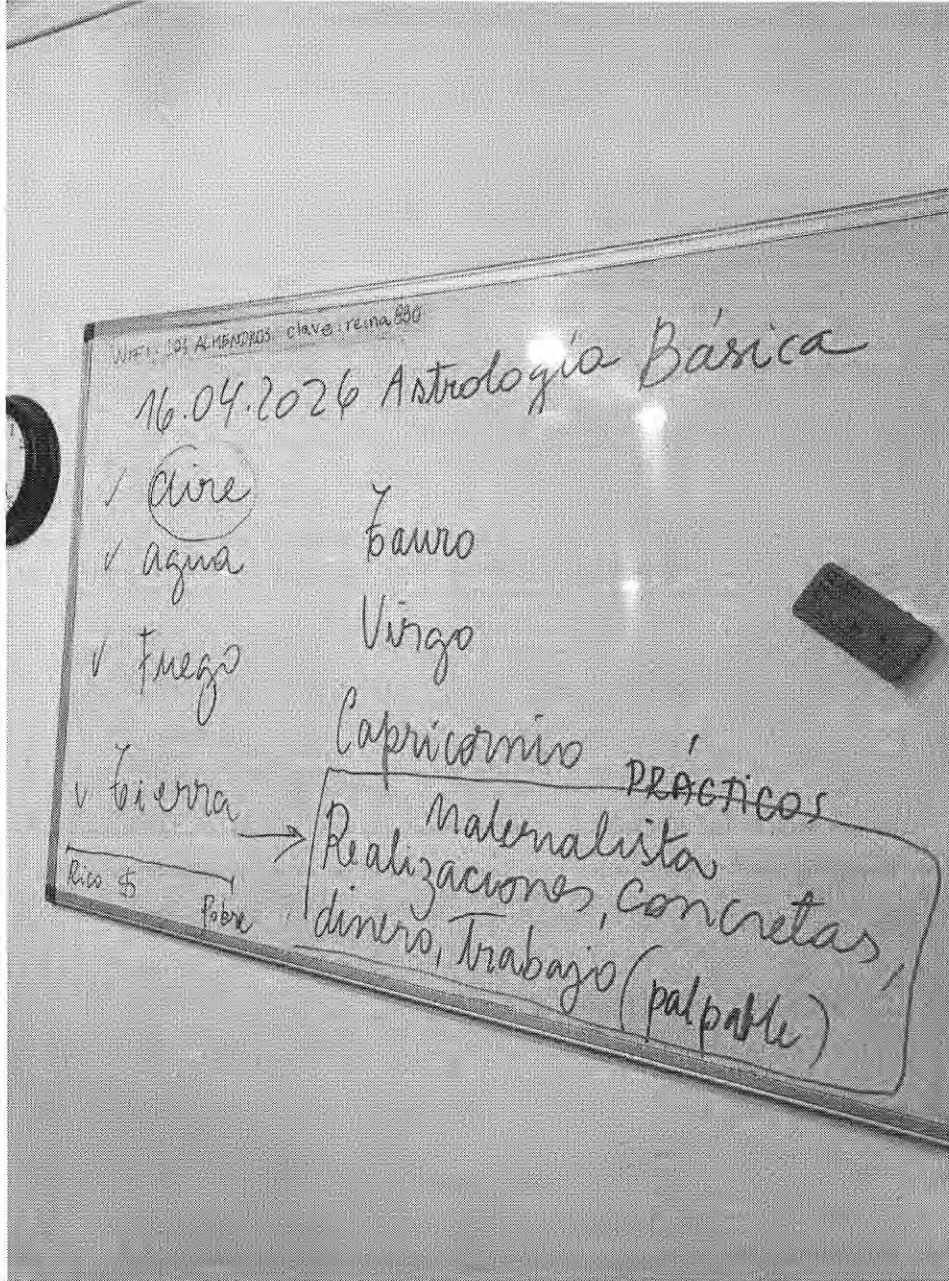 WIFI: LOS ALMENDROS clave: reina890
16.04.2026 Astrología Básica
✓ aire
✓ agua
✓ Fuego
✓ tierra
Rico $
Pobre
Tauro
Virgo
Capricornio
PRÁCTICOS
Materialista
Realizaciones, concretas,
dinero, Trabajo (palpable)